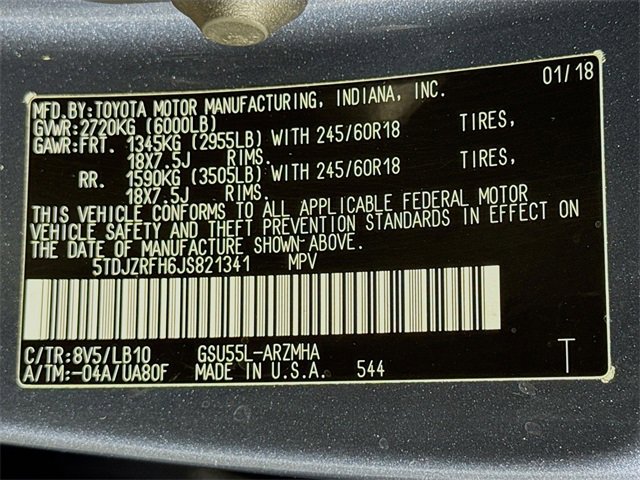 01/18
MFD.BY:TOYOTA MOTOR MANUFACTURING, INDIANA, INC.
GVWR:2720KG (6000LB)
GAWR:FRT. 1345KG (2955LB) WITH 245/60R18 TIRES,
18X7.5J RIMS.
RR. 1590KG (3505LB) WITH 245/60R18 TIRES,
18X7.5J RIMS.
THIS VEHICLE CONFORMS TO ALL APPLICABLE FEDERAL MOTOR
VEHICLE SAFETY AND THEFT PREVENTION STANDARDS IN EFFECT ON
THE DATE OF MANUFACTURE SHOWN ABOVE.
5TDJZRFH6JS821341 MPV
C/TR:8V5/LB10 GSU55L-ARZMHA
A/TM:-04A/UA80F MADE IN U.S.A. 544 T